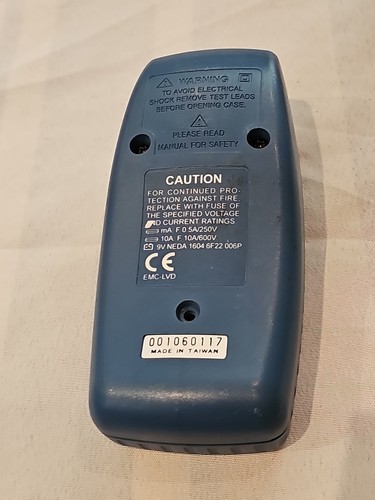 WARNING
TO AVOID ELECTRICAL
SHOCK REMOVE TEST LEADS
BEFORE OPENING CASE.
PLEASE READ
MANUAL FOR SAFETY
CAUTION
FOR CONTINUED PRO-
TECTION AGAINST FIRE
REPLACE WITH FUSE OF
THE SPECIFIED VOLTAGE
D CURRENT RATINGS
mA F 0 5A/250V
10A F 10A/600V
9V NEDA 1604 6F22 006P
CE
EMC-LVD
001060117
MADE IN TAIWAN